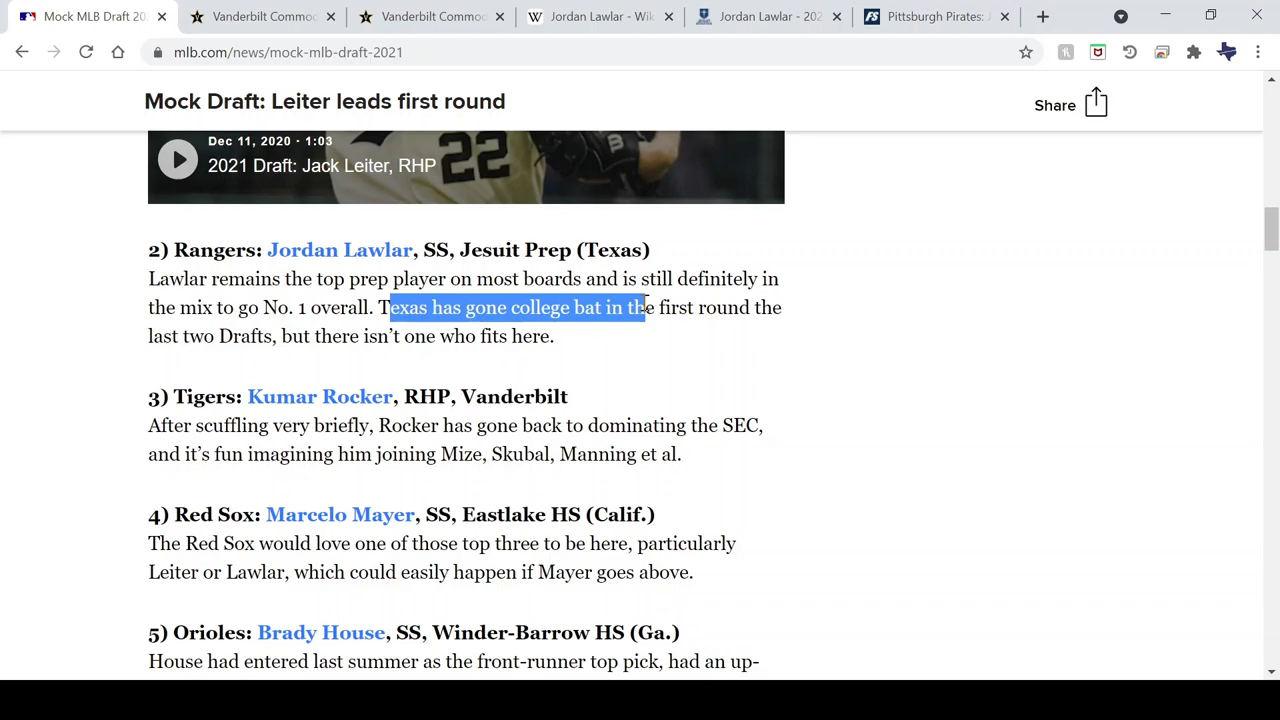 Mock MLB Draft 20
Vanderbilt Commod
Vanderbilt Commod
Jordan Lawlar - Wik
Jordan Lawlar - 202
Pittsburgh Pirates: J
mlb.com/news/mock-mlb-draft-2021
Mock Draft: Leiter leads first round
Share
22
Dec 11, 2020 · 1:03
2021 Draft: Jack Leiter, RHP
2) Rangers: Jordan Lawlar, SS, Jesuit Prep (Texas)
Lawlar remains the top prep player on most boards and is still definitely in
the mix to go No. 1 overall. Texas has gone college bat in the first round the
last two Drafts, but there isn't one who fits here.
3) Tigers: Kumar Rocker, RHP, Vanderbilt
After scuffling very briefly, Rocker has gone back to dominating the SEC,
and it's fun imagining him joining Mize, Skubal, Manning et al.
4) Red Sox: Marcelo Mayer, SS, Eastlake HS (Calif.)
The Red Sox would love one of those top three to be here, particularly
Leiter or Lawlar, which could easily happen if Mayer goes above.
5) Orioles: Brady House, SS, Winder-Barrow HS (Ga.)
House had entered last summer as the front-runner top pick, had an up-